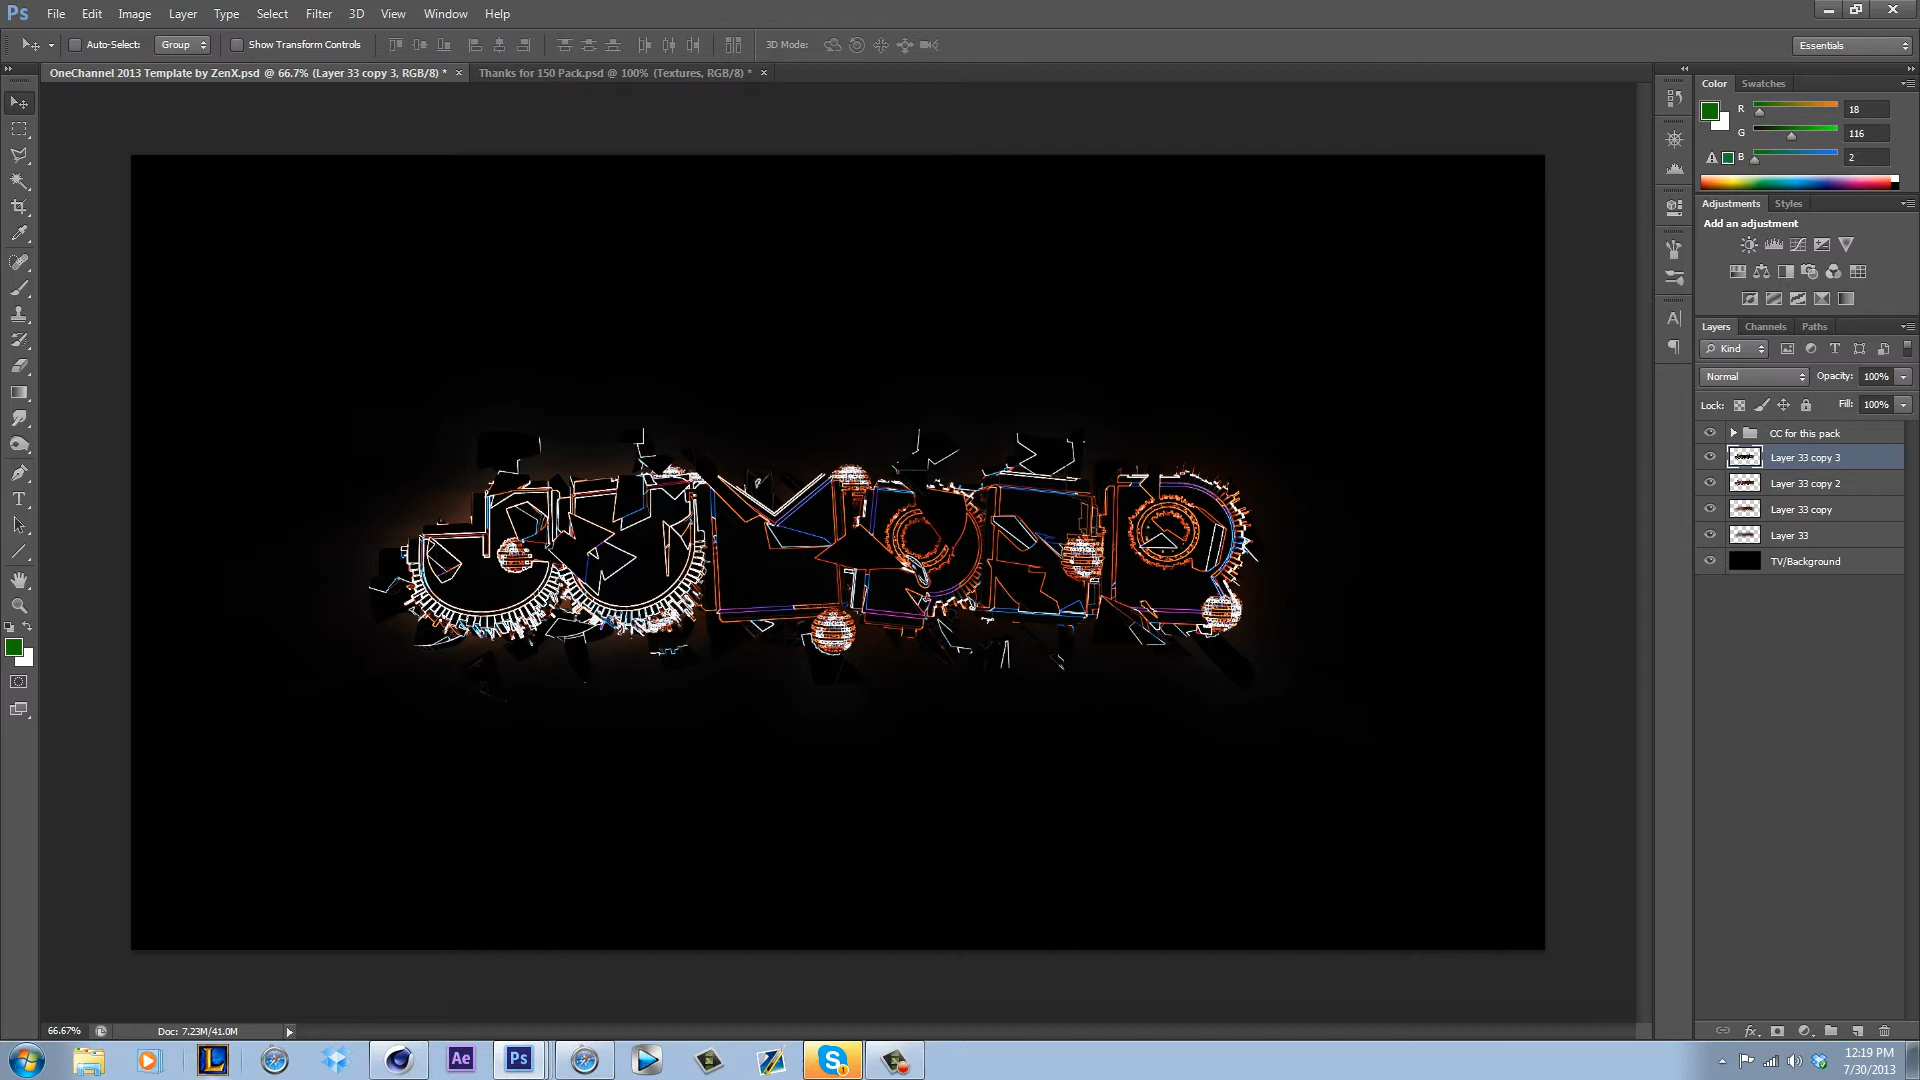 Ps File Edit Image Layer Type Select Filter 3D View Window Help
Auto-Select: Group Show Transform Controls 3D Mode: Essentials
OneChannel 2013 Template by ZenX.psd @ 66.7% (Layer 33 copy 3, RGB/8) * × Thanks for 150 Pack.psd @ 100% (Textures, RGB/8) * ×
Color Swatches
R 18
G 116
B 2
Adjustments Styles
Add an adjustment
Layers Channels Paths
Kind
Normal Opacity: 100%
Lock: Fill: 100%
CC for this pack
Layer 33 copy 3
Layer 33 copy 2
Layer 33 copy
Layer 33
TV/Background
66.67% Doc: 7.23M/41.0M
L Ae Ps S 1
12:19 PM
7/30/2013